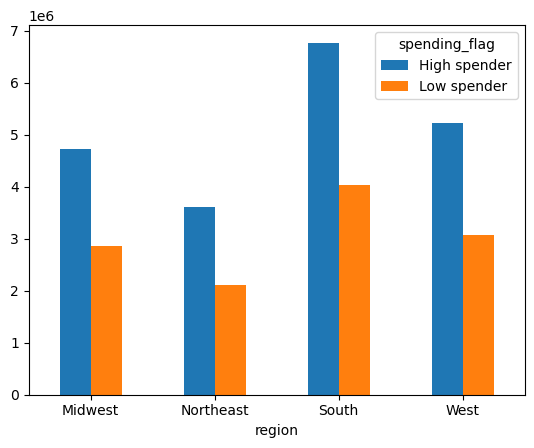 1e6
7
6
5
4
3
2
1
0
spending_flag
High spender
Low spender
Midwest Northeast South West
region